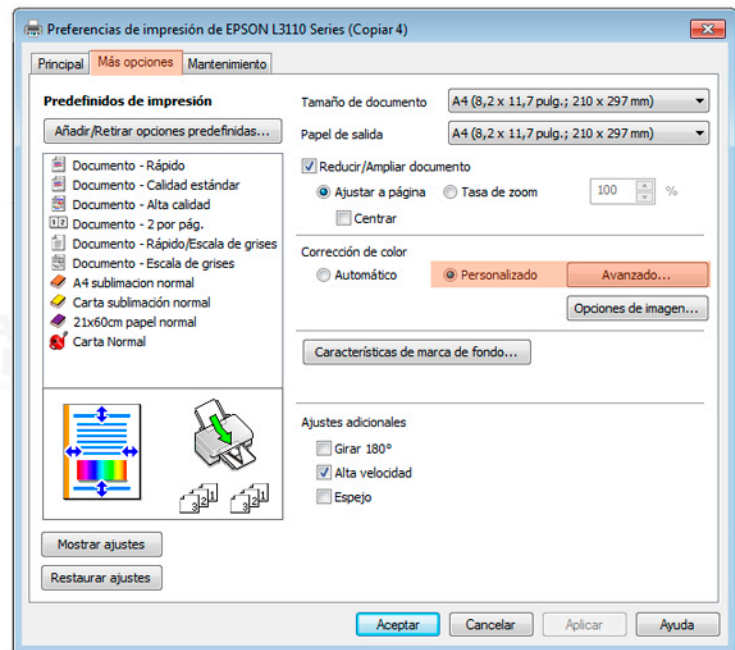 Preferencias de impresión de EPSON L3110 Series (Copiar 4)
Principal
Más opciones
Mantenimiento
Predefinidos de impresión
Añadir/Retirar opciones predefinidas...
Documento - Rápido
Documento - Calidad estándar
Documento - Alta calidad
Documento - 2 por pág.
Documento - Rápido/Escala de grises
Documento - Escala de grises
A4 sublimacion normal
Carta sublimación normal
21x60cm papel normal
Carta Normal
Mostrar ajustes
Restaurar ajustes
Tamaño de documento
A4 (8,2 x 11,7 pulg.; 210 x 297 mm)
Papel de salida
A4 (8,2 x 11,7 pulg.; 210 x 297 mm)
Reducir/Ampliar documento
Ajustar a página
Tasa de zoom
100 %
Centrar
Corrección de color
Automático
Personalizado
Avanzado...
Opciones de imagen...
Características de marca de fondo...
Ajustes adicionales
Girar 180°
Alta velocidad
Espejo
Aceptar
Cancelar
Aplicar
Ayuda